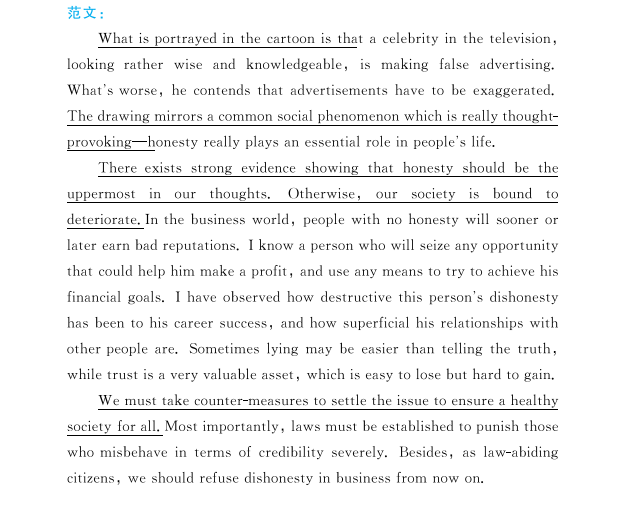 范文：
What is portrayed in the cartoon is that a celebrity in the television,
looking rather wise and knowledgeable, is making false advertising.
What's worse, he contends that advertisements have to be exaggerated.
The drawing mirrors a common social phenomenon which is really thought-
provoking—honesty really plays an essential role in people's life.
There exists strong evidence showing that honesty should be the
uppermost in our thoughts. Otherwise, our society is bound to
deteriorate. In the business world, people with no honesty will sooner or
later earn bad reputations. I know a person who will seize any opportunity
that could help him make a profit, and use any means to try to achieve his
financial goals. I have observed how destructive this person's dishonesty
has been to his career success, and how superficial his relationships with
other people are. Sometimes lying may be easier than telling the truth,
while trust is a very valuable asset, which is easy to lose but hard to gain.
We must take counter-measures to settle the issue to ensure a healthy
society for all. Most importantly, laws must be established to punish those
who misbehave in terms of credibility severely. Besides, as law-abiding
citizens, we should refuse dishonesty in business from now on.